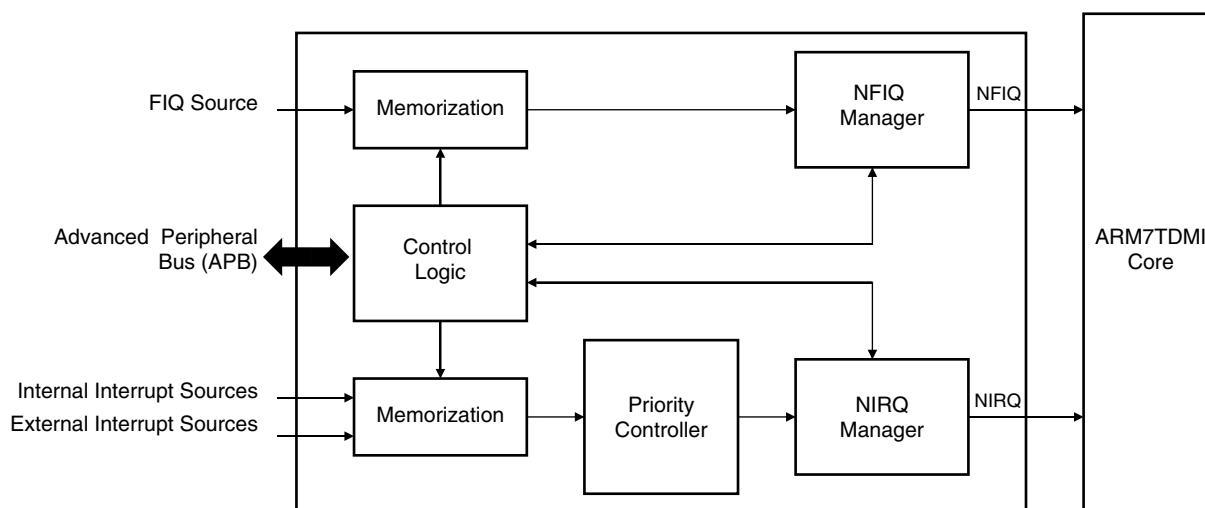 FIQ Source
Memorization
NFIQ
Manager
NFIQ
Advanced Peripheral
Bus (APB)
Control
Logic
ARM7TDMI
Core
Internal Interrupt Sources
External Interrupt Sources
Memorization
Priority
Controller
NIRQ
Manager
NIRQ